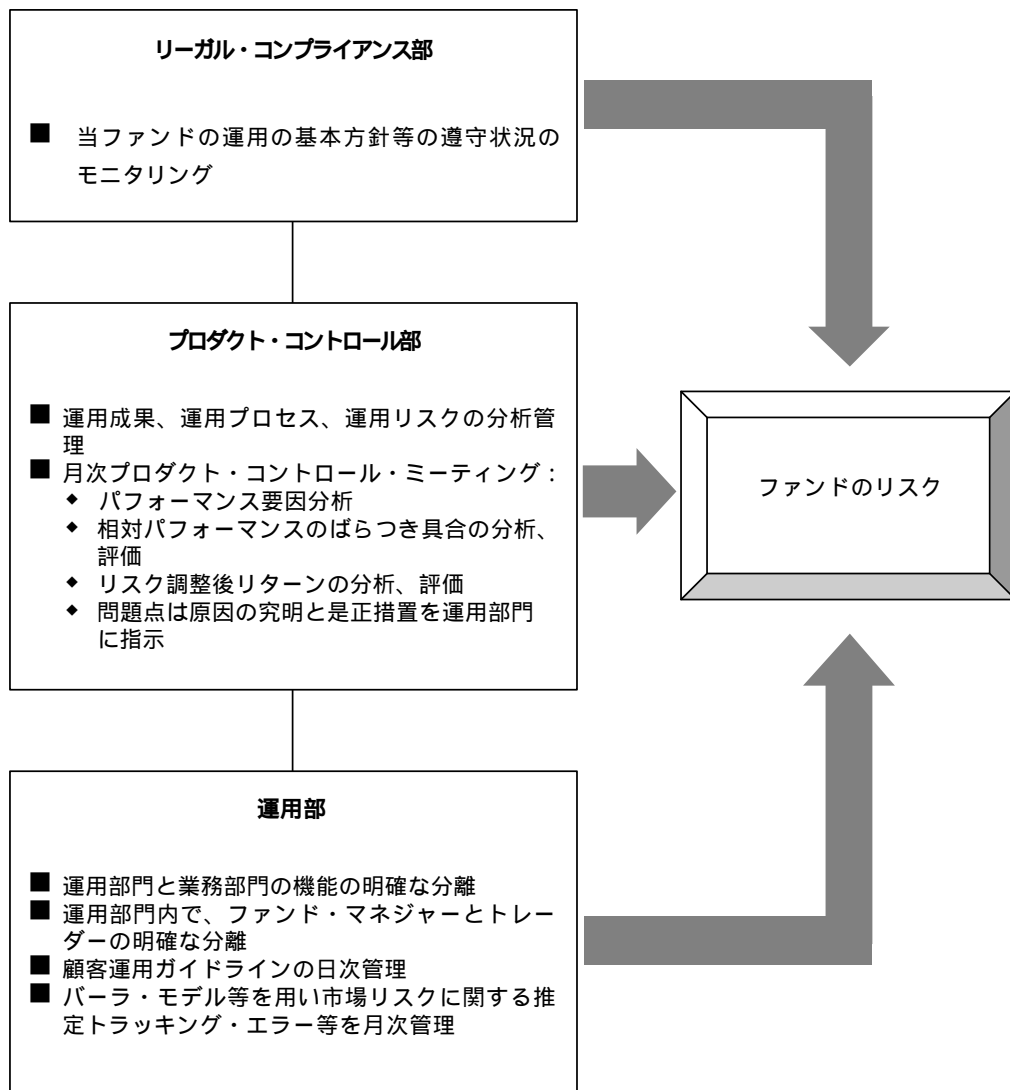 リーガル・コンプライアンス部
■ 当ファンドの運用の基本方針等の遵守状況の
モニタリング
プロダクト・コントロール部
■ 運用成果、運用プロセス、運用リスクの分析管
理
■ 月次プロダクト・コントロール・ミーティング：
◆ パフォーマンス要因分析
◆ 相対パフォーマンスのばらつき具合の分析、
評価
◆ リスク調整後リターンの分析、評価
◆ 問題点は原因の究明と是正措置を運用部門
に指示
ファンドのリスク
運用部
■ 運用部門と業務部門の機能の明確な分離
■ 運用部門内で、ファンド・マネジャーとトレー
ダーの明確な分離
■ 顧客運用ガイドラインの日次管理
■ バーラ・モデル等を用い市場リスクに関する推
定トラッキング・エラー等を月次管理